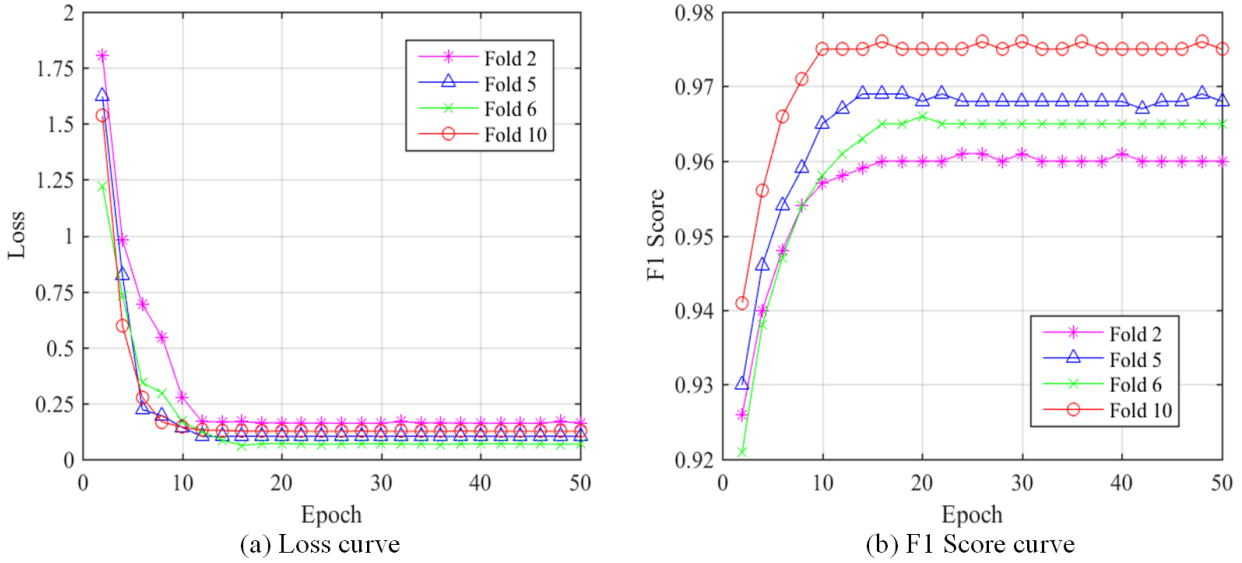 2
1.75
1.5
1.25
1
0.75
0.5
0.25
0
Loss
0 10 20 30 40 50
Epoch
Fold 2
Fold 5
Fold 6
Fold 10
(a) Loss curve
0.98
0.97
0.96
0.95
0.94
0.93
0.92
F1 Score
0 10 20 30 40 50
Epoch
Fold 2
Fold 5
Fold 6
Fold 10
(b) F1 Score curve